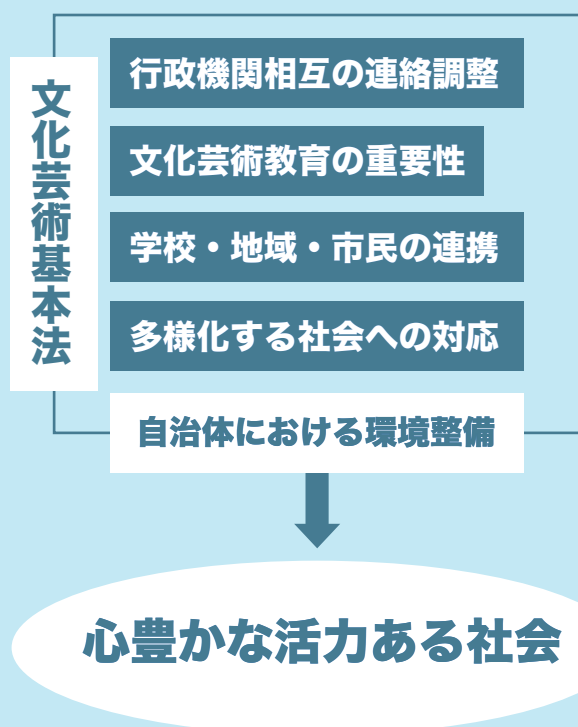 文化芸術基本法
行政機関相互の連絡調整
文化芸術教育の重要性
学校・地域・市民の連携
多様化する社会への対応
自治体における環境整備
心豊かな活力ある社会